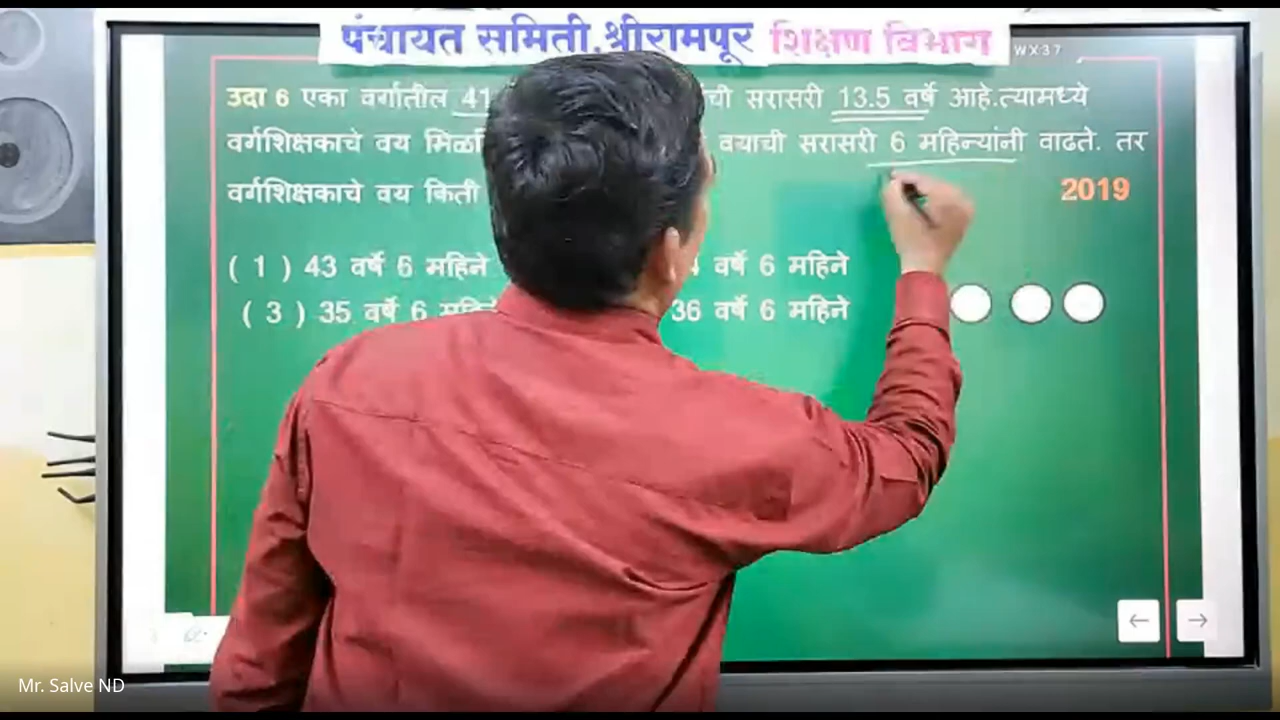 पंचायत समिती.श्रीरामपूर शिक्षण विभाग
WX37
उदा 6 एका वर्गातील 41 ची सरासरी 13.5 वर्षे आहे.त्यामध्ये
वर्गशिक्षकाचे वय वयाची सरासरी 6 महिन्यांनी वाढते. तर
वर्गशिक्षकाचे वय किती 2019
( 1 ) 43 वर्षे 6 महिने वर्षे 6 महिने
( 3 ) 35 वर्षे 6 महिने 36 वर्षे 6 महिने
Mr. Salve ND